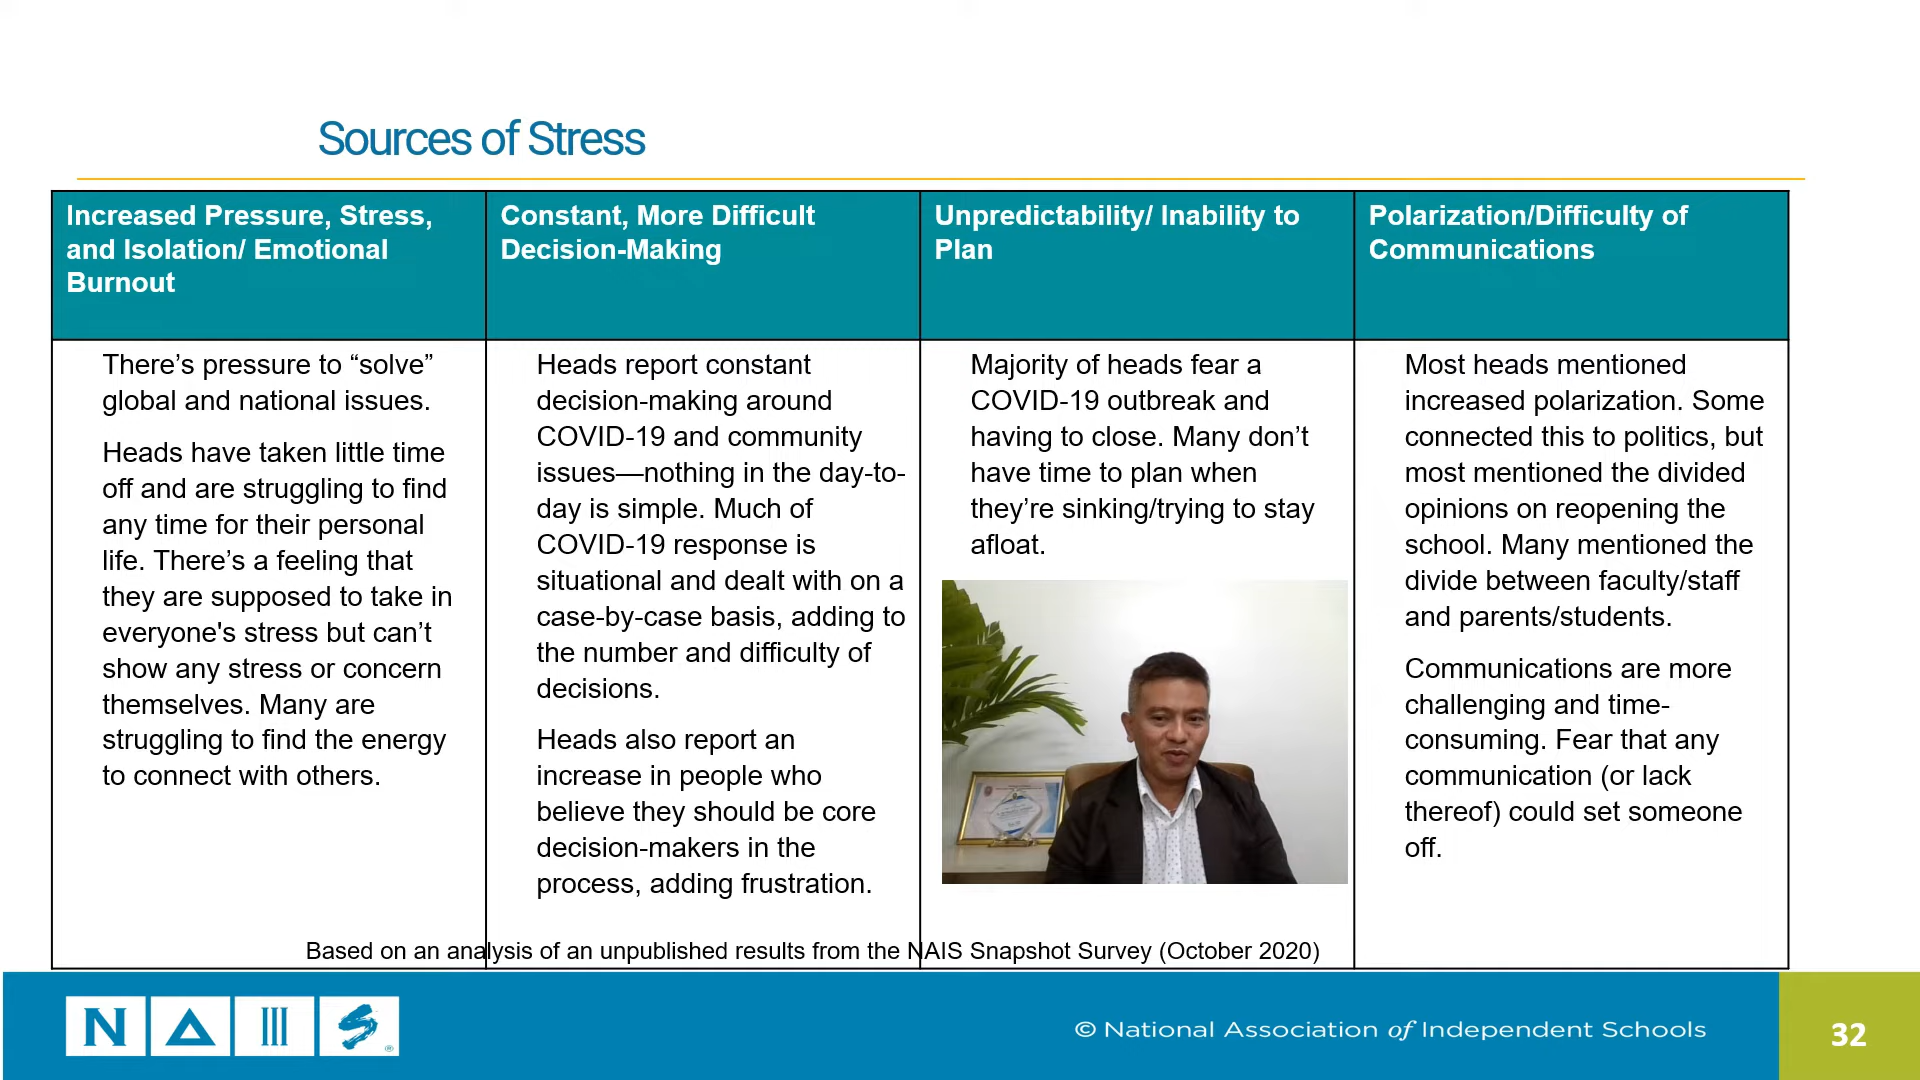 Sources of Stress
Increased Pressure, Stress,
and Isolation/ Emotional
Burnout
Constant, More Difficult
Decision-Making
Unpredictability/ Inability to
Plan
Polarization/Difficulty of
Communications
There’s pressure to “solve”
global and national issues.
Heads have taken little time
off and are struggling to find
any time for their personal
life. There’s a feeling that
they are supposed to take in
everyone's stress but can’t
show any stress or concern
themselves. Many are
struggling to find the energy
to connect with others.
Heads report constant
decision-making around
COVID-19 and community
issues—nothing in the day-to-
day is simple. Much of
COVID-19 response is
situational and dealt with on a
case-by-case basis, adding to
the number and difficulty of
decisions.
Heads also report an
increase in people who
believe they should be core
decision-makers in the
process, adding frustration.
Majority of heads fear a
COVID-19 outbreak and
having to close. Many don’t
have time to plan when
they’re sinking/trying to stay
afloat.
Most heads mentioned
increased polarization. Some
connected this to politics, but
most mentioned the divided
opinions on reopening the
school. Many mentioned the
divide between faculty/staff
and parents/students.
Communications are more
challenging and time-
consuming. Fear that any
communication (or lack
thereof) could set someone
off.
Based on an analysis of an unpublished results from the NAIS Snapshot Survey (October 2020)
NAIS®
© National Association of Independent Schools
32